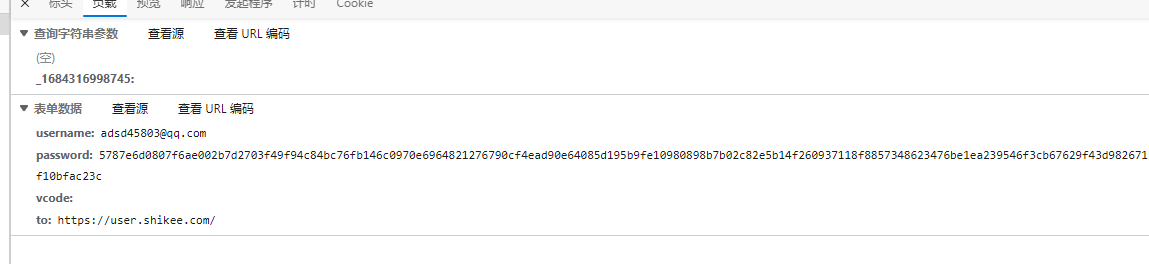 标头 负载 预览 响应 发起程序 计时 Cookie
查询字符串参数 查看源 查看 URL 编码
(空)
_1684316998745:
表单数据 查看源 查看 URL 编码
username: adsd45803@qq.com
password: 5787e6d0807f6ae002b7d2703f49f94c84bc76fb146c0970e6964821276790cf4ead90e64085d195b9fe10980898b7b02c82e5b14f260937118f8857348623476be1ea239546f3cb67629f43d982671
f10bfac23c
vcode:
to: https://user.shikee.com/